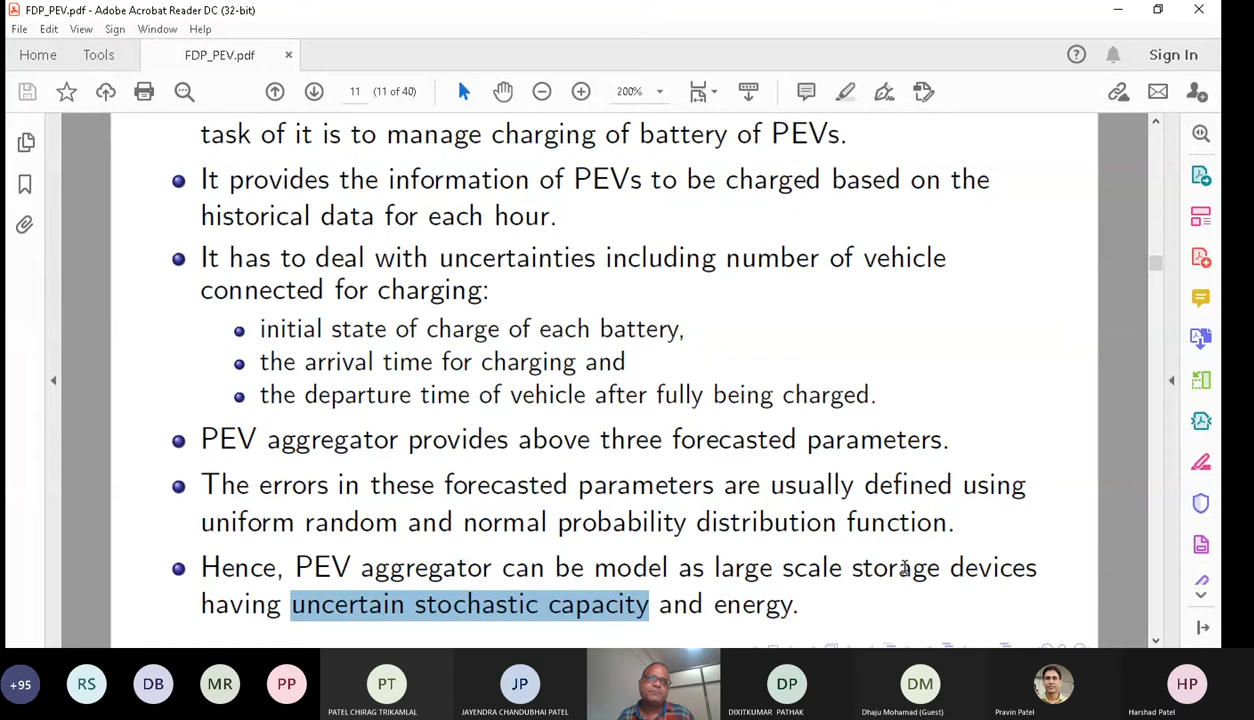 FDP_PEV.pdf - Adobe Acrobat Reader DC (32-bit)
File Edit View Sign Window Help
Home Tools FDP_PEV.pdf × Sign In
11 (11 of 40) 200%
task of it is to manage charging of battery of PEVs.
It provides the information of PEVs to be charged based on the
historical data for each hour.
It has to deal with uncertainties including number of vehicle
connected for charging:
initial state of charge of each battery,
the arrival time for charging and
the departure time of vehicle after fully being charged.
PEV aggregator provides above three forecasted parameters.
The errors in these forecasted parameters are usually defined using
uniform random and normal probability distribution function.
Hence, PEV aggregator can be model as large scale storage devices
having uncertain stochastic capacity and energy.
+95 RS DB MR PP PT JP DP DM HP
PATEL CHIRAG TRIKAMLAL JAYENDRA CHANDUBHAI PATEL DIXITKUMAR PATHAK Dhaju Mohamad (Guest) Pravin Patel Harshad Patel